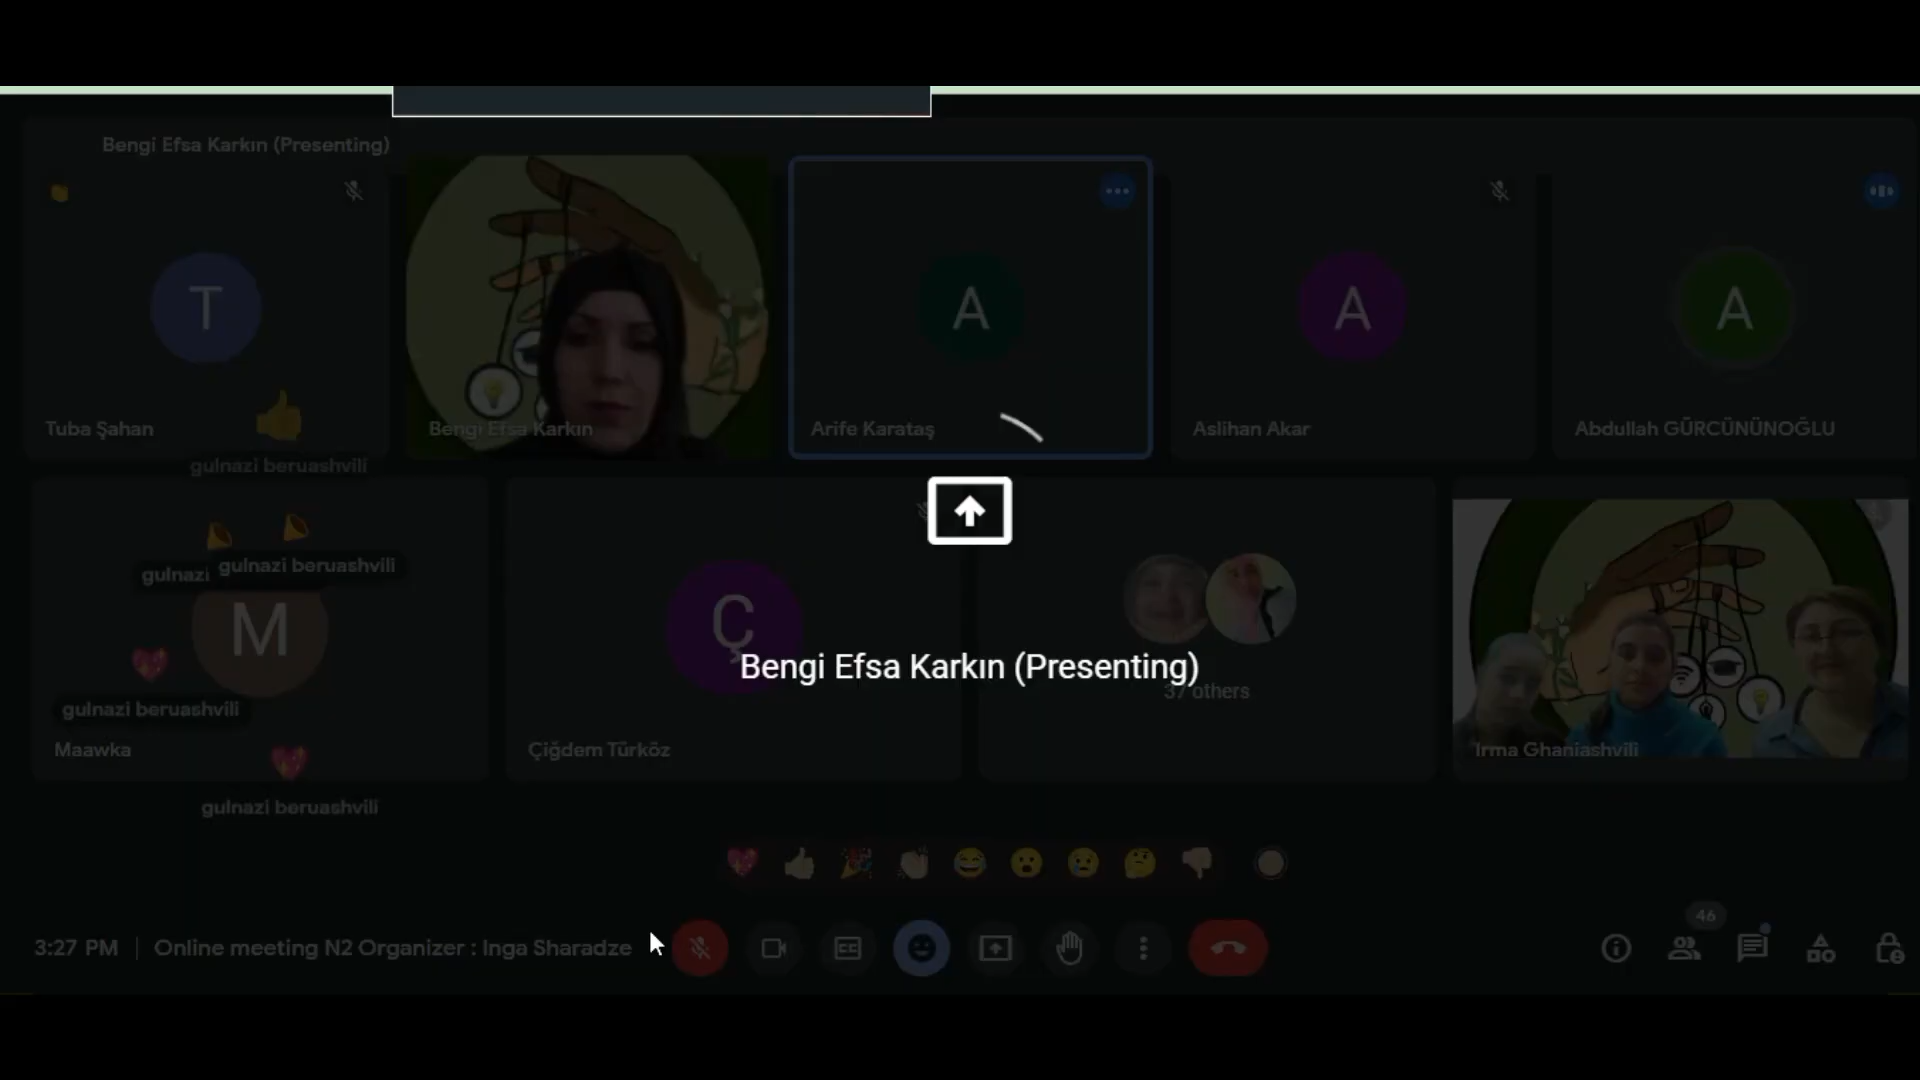 Bengi Efsa Karkın (Presenting)
T
A
A
A
Tuba Şahan
Bengi Efsa Karkın
Arife Karataş
Aslihan Akar
Abdullah GÜRCÜNÜNOĞLU
gulnazi beruashvili
gulnazi
gulnazi beruashvili
M
Ç
Bengi Efsa Karkın (Presenting)
37 others
gulnazi beruashvili
Maawka
Çiğdem Türköz
Irma Ghaniashvili
gulnazi beruashvili
46
3:27 PM
Online meeting N2 Organizer : Inga Sharadze
CC